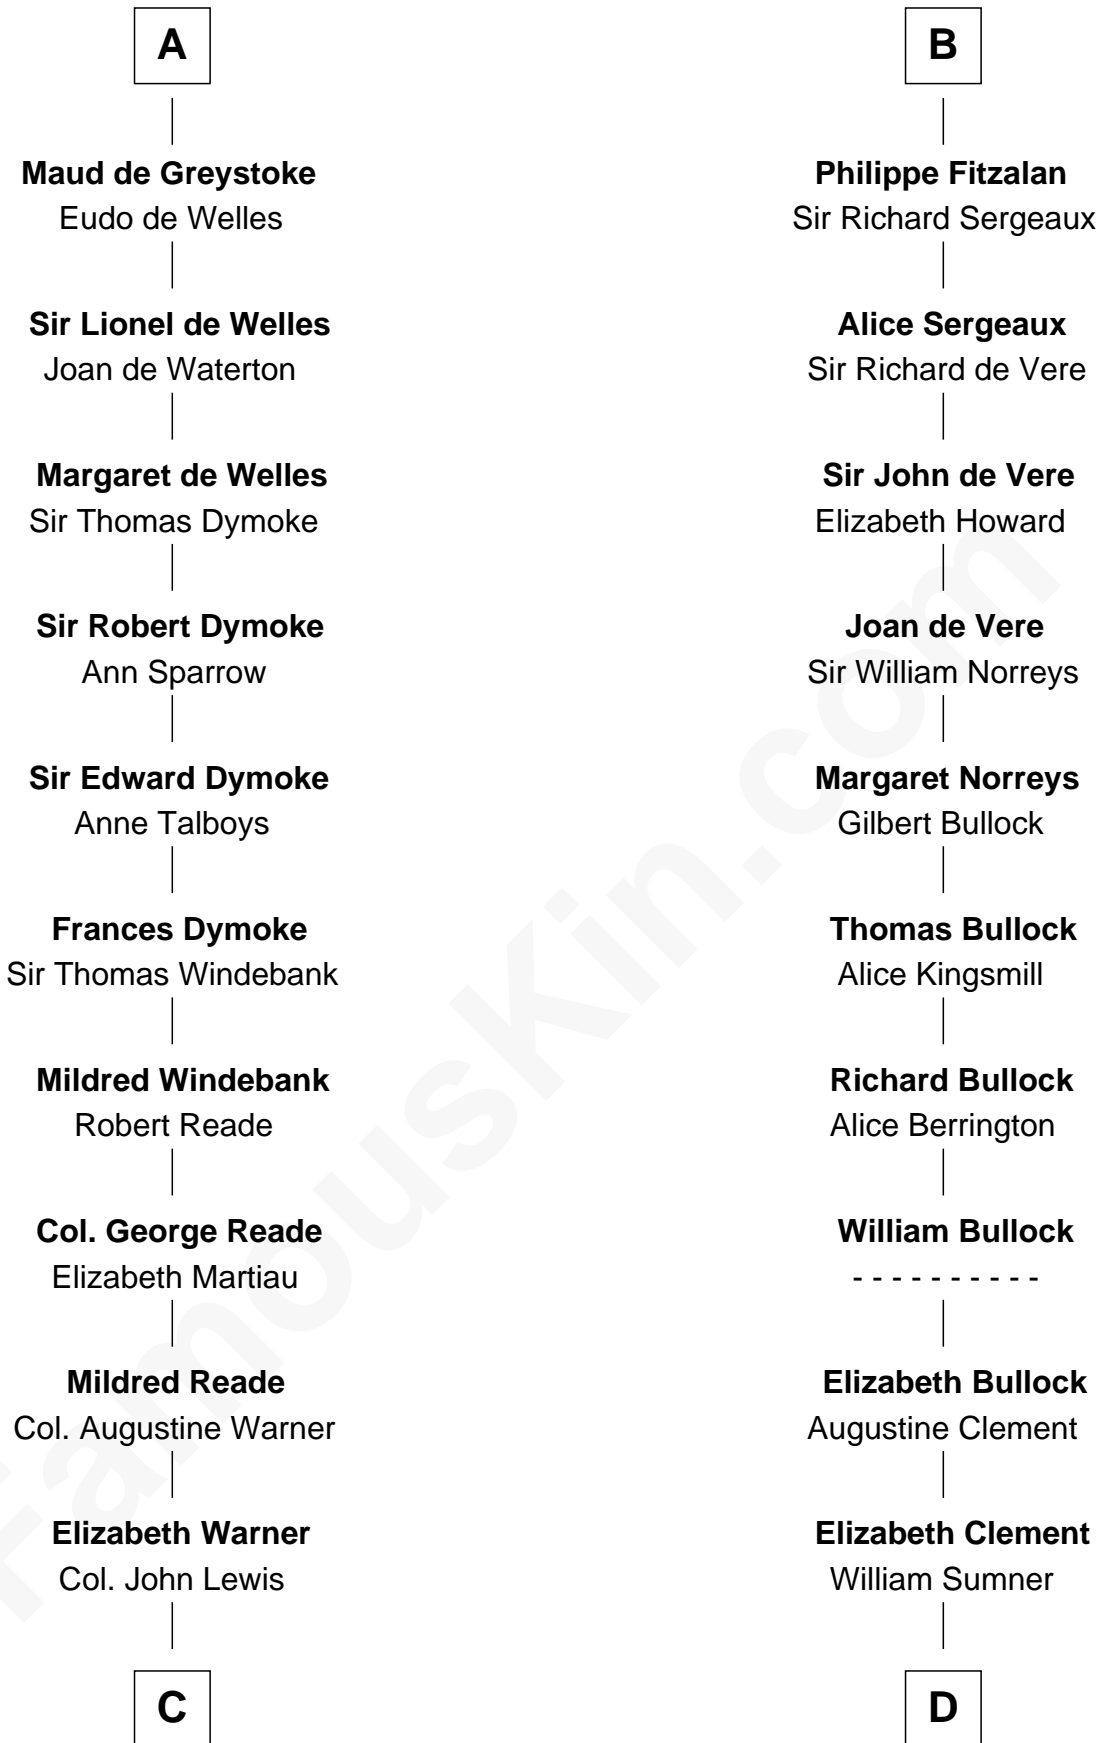 A
Maud de Greystoke
Eudo de Welles
Sir Lionel de Welles
Joan de Waterton
Margaret de Welles
Sir Thomas Dymoke
Sir Robert Dymoke
Ann Sparrow
Sir Edward Dymoke
Anne Talboys
Frances Dymoke
Sir Thomas Windebank
Mildred Windebank
Robert Reade
Col. George Reade
Elizabeth Martiau
Mildred Reade
Col. Augustine Warner
Elizabeth Warner
Col. John Lewis
C
B
Philippe Fitzalan
Sir Richard Sergeaux
Alice Sergeaux
Sir Richard de Vere
Sir John de Vere
Elizabeth Howard
Joan de Vere
Sir William Norreys
Margaret Norreys
Gilbert Bullock
Thomas Bullock
Alice Kingsmill
Richard Bullock
Alice Berrington
William Bullock
- - - - - - - - - -
Elizabeth Bullock
Augustine Clement
Elizabeth Clement
William Sumner
D
FamousKin.com